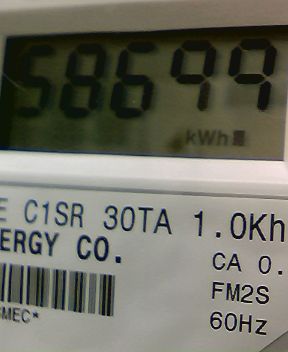 58699
kWh
E C1SR 30TA 1.0Kh
ERGY CO.
CA 0.
FM2S
MEC*
60Hz